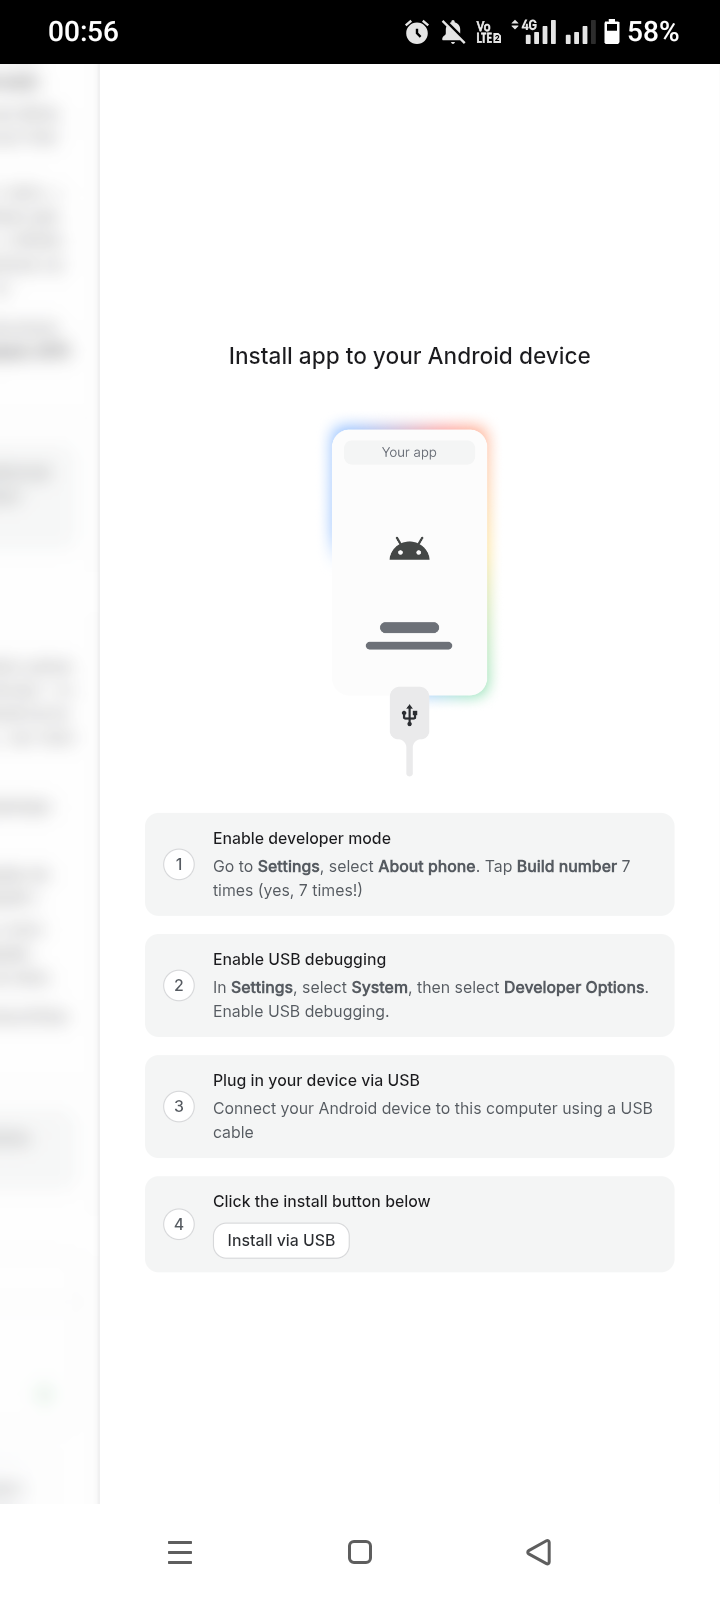 00:56
Vo
LTE2
4G
58%
Install app to your Android device
Your app
1
Enable developer mode
Go to Settings, select About phone. Tap Build number 7
times (yes, 7 times!)
2
Enable USB debugging
In Settings, select System, then select Developer Options.
Enable USB debugging.
3
Plug in your device via USB
Connect your Android device to this computer using a USB
cable
4
Click the install button below
Install via USB